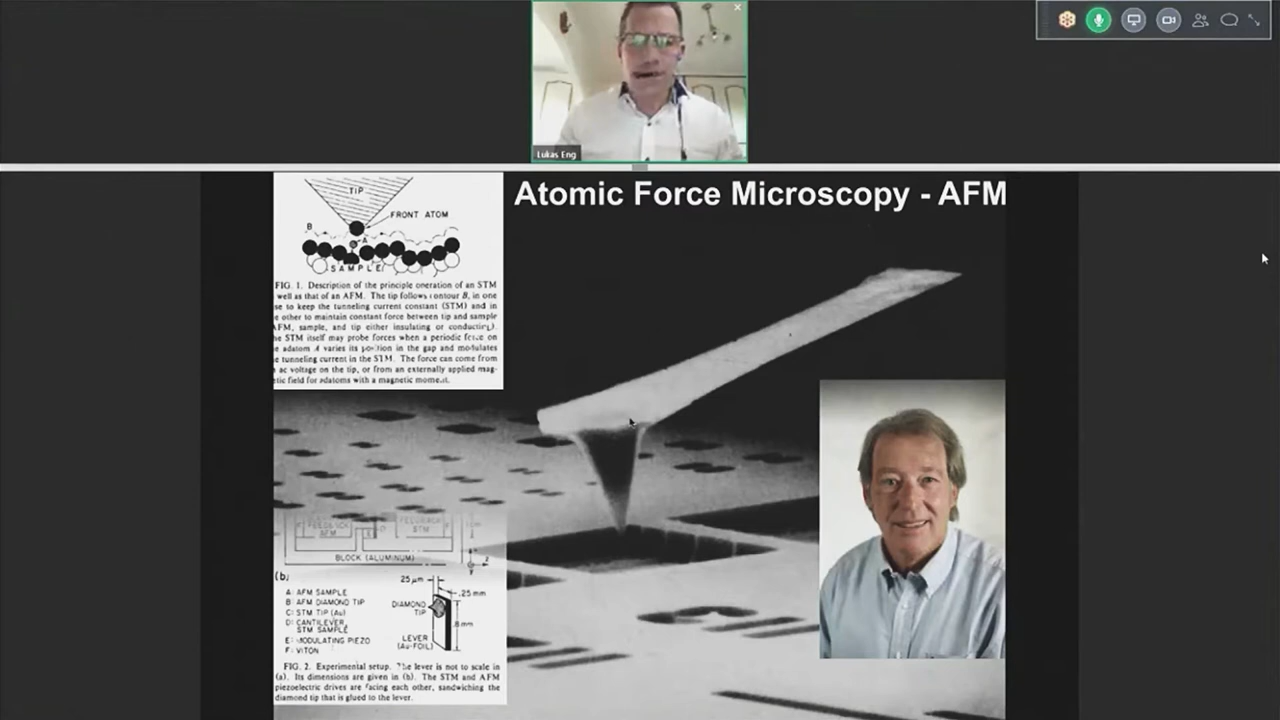 Lukas Eng
Atomic Force Microscopy - AFM
TIP
FRONT ATOM
B
A
SAMPLE
FIG. 1. Description of the principle operation of an STM
well as that of an AFM. The tip follows contour B, in one
se to keep the tunneling current constant (STM) and in
e other to maintain constant force between tip and sample
AFM, sample, and tip either insulating or conducting).
he STM itself may probe forces when a periodic force on
e adatom A varies its position in the gap and modulates
e tunneling current in the STM. The force can come from
ac voltage on the tip, or from an externally applied mag-
etic field for adatoms with a magnetic moment.
FEEDBACK
AFM
FEEDBACK
STM
BLOCK (ALUMINUM)
(b)
25 μm
.25 mm
A: AFM SAMPLE
B: AFM DIAMOND TIP
C: STM TIP (Au)
D: CANTILEVER,
STM SAMPLE
E: MODULATING PIEZO
F: VITON
DIAMOND
TIP
.8 mm
LEVER
(Au-FOIL)
FIG. 2. Experimental setup. The lever is not to scale in
(a). Its dimensions are given in (b). The STM and AFM
piezoelectric drives are facing each other, sandwiching the
diamond tip that is glued to the lever.